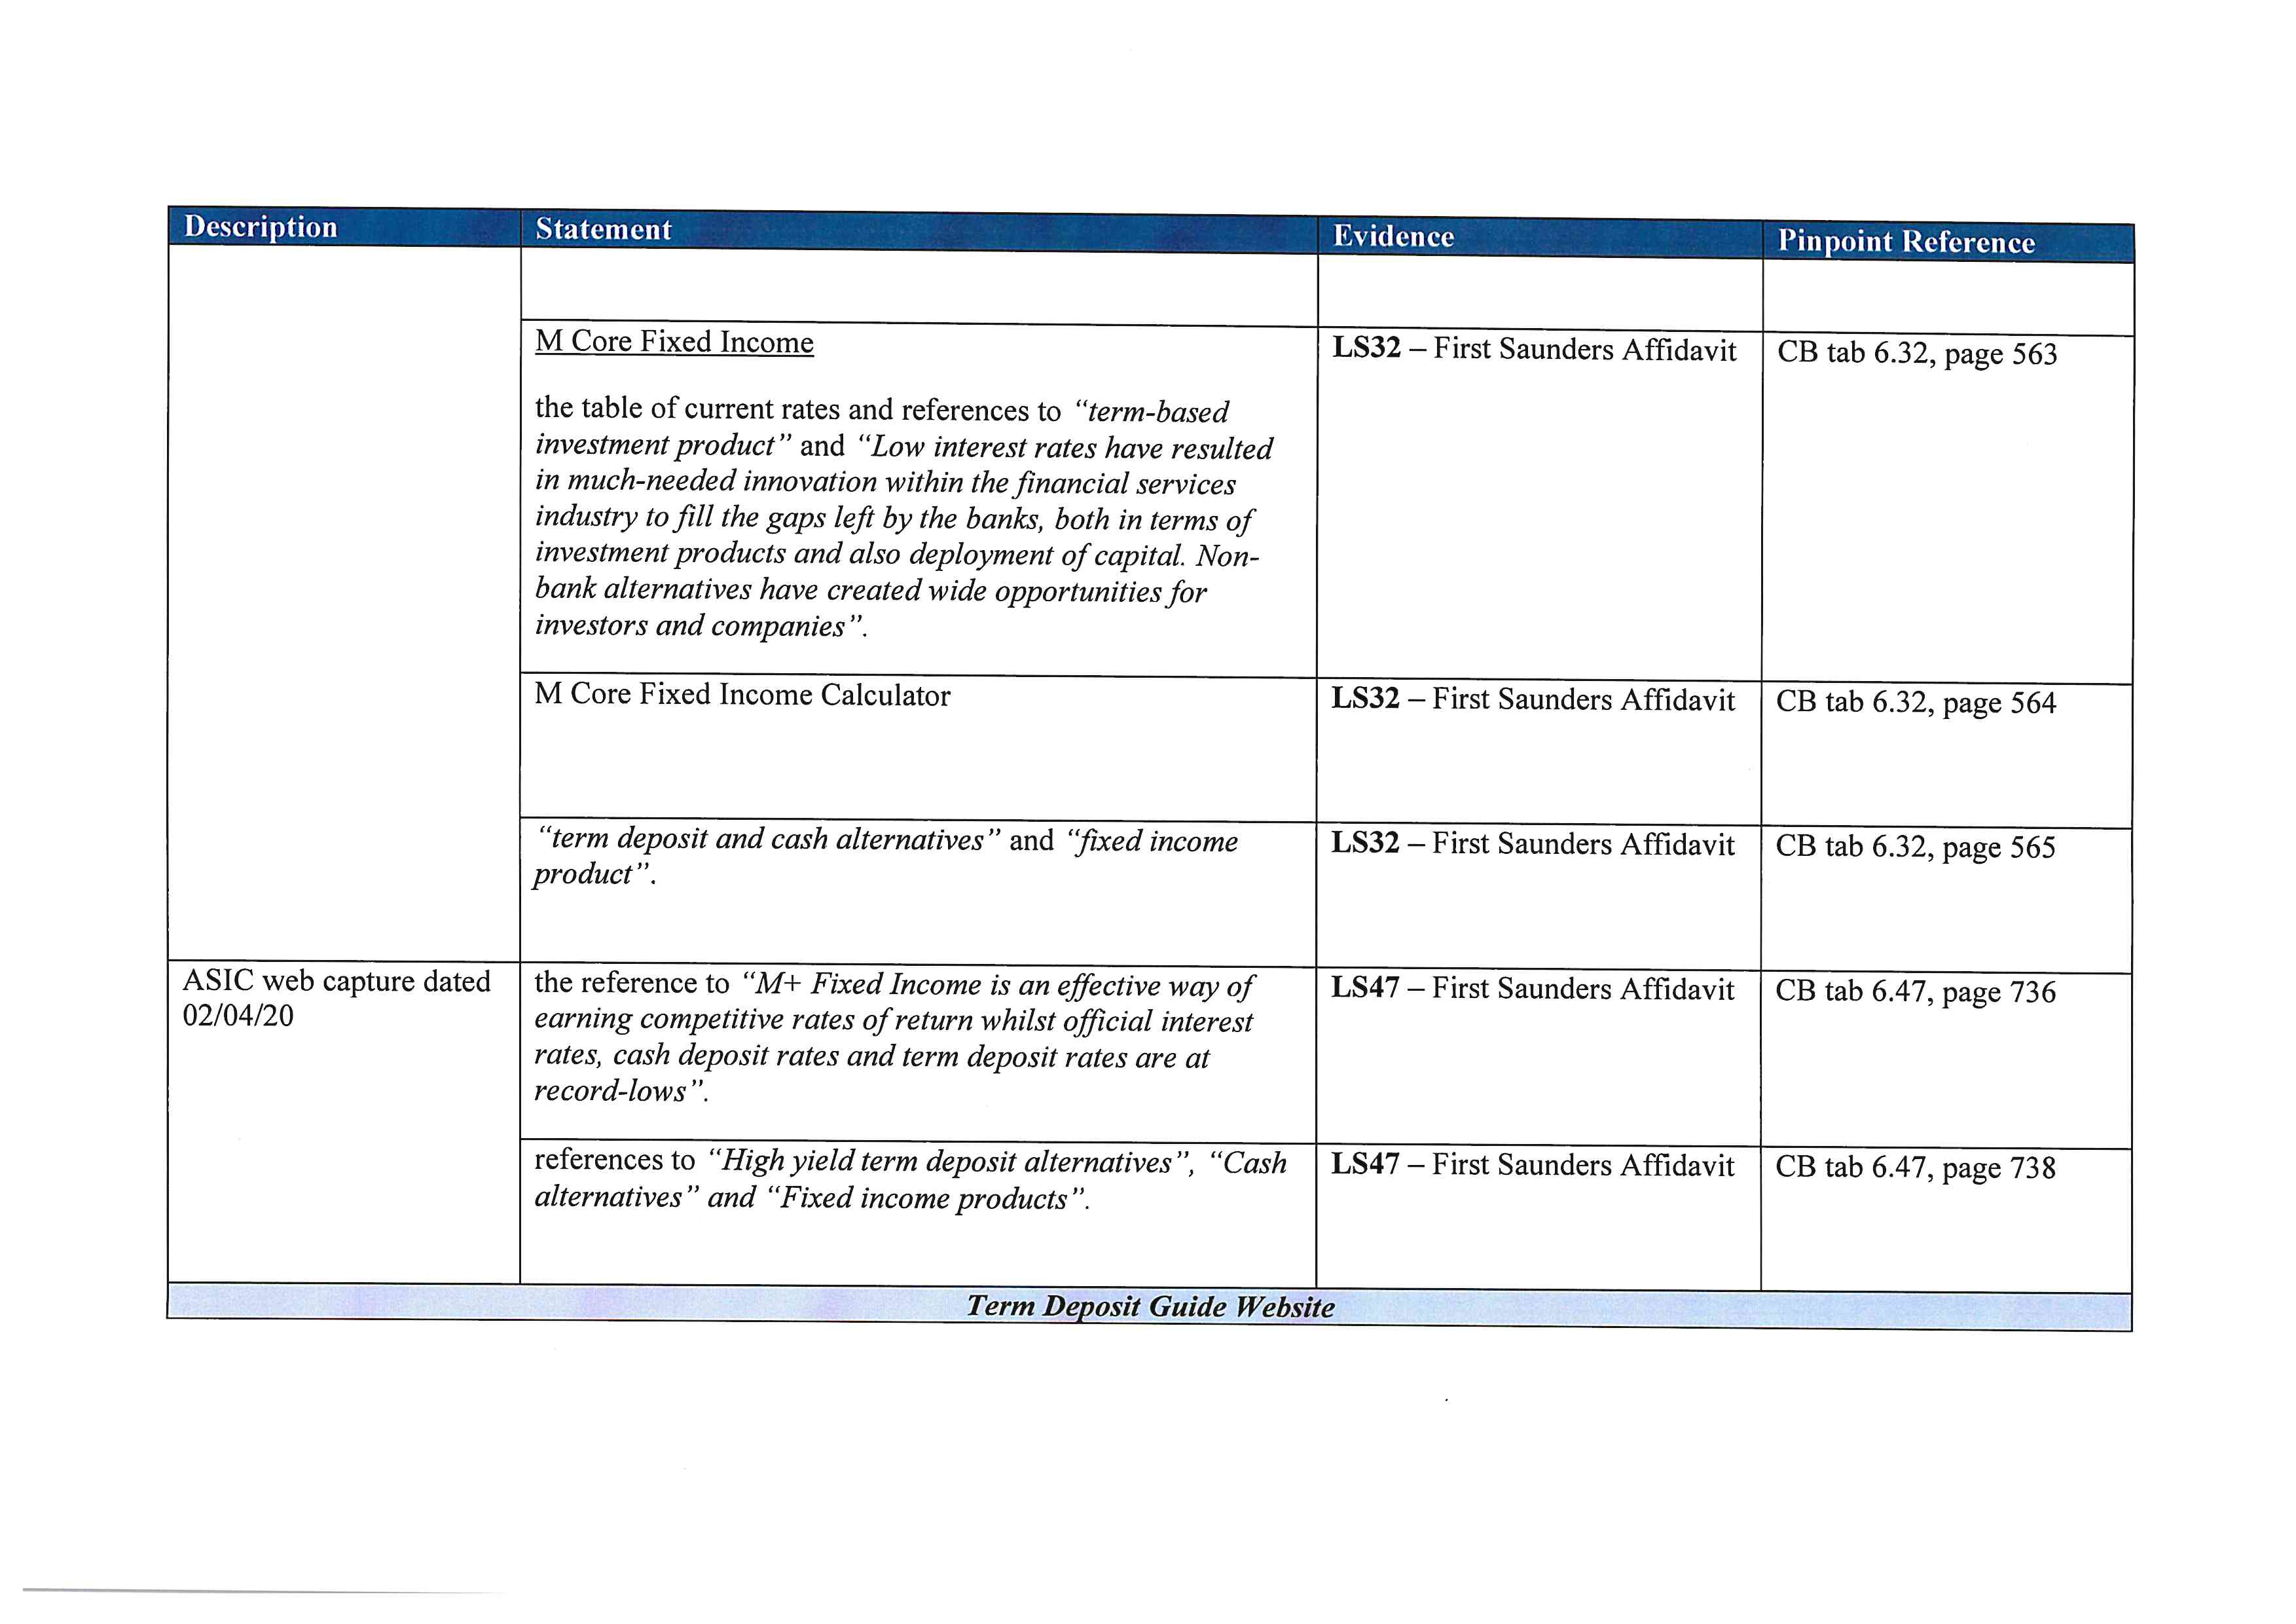 Description Statement Evidence Pinpoint Reference
M Core Fixed Income LS32 – First Saunders Affidavit CB tab 6.32, page 563
the table of current rates and references to “term-based
investment product” and “Low interest rates have resulted
in much-needed innovation within the financial services
industry to fill the gaps left by the banks, both in terms of
investment products and also deployment of capital. Non-
bank alternatives have created wide opportunities for
investors and companies”.
M Core Fixed Income Calculator LS32 – First Saunders Affidavit CB tab 6.32, page 564
“term deposit and cash alternatives” and “fixed income
product”.
LS32 – First Saunders Affidavit CB tab 6.32, page 565
ASIC web capture dated
02/04/20
the reference to “M+ Fixed Income is an effective way of
earning competitive rates of return whilst official interest
rates, cash deposit rates and term deposit rates are at
record-lows”.
LS47 – First Saunders Affidavit CB tab 6.47, page 736
references to “High yield term deposit alternatives”, “Cash
alternatives” and “Fixed income products”.
LS47 – First Saunders Affidavit CB tab 6.47, page 738
Term Deposit Guide Website